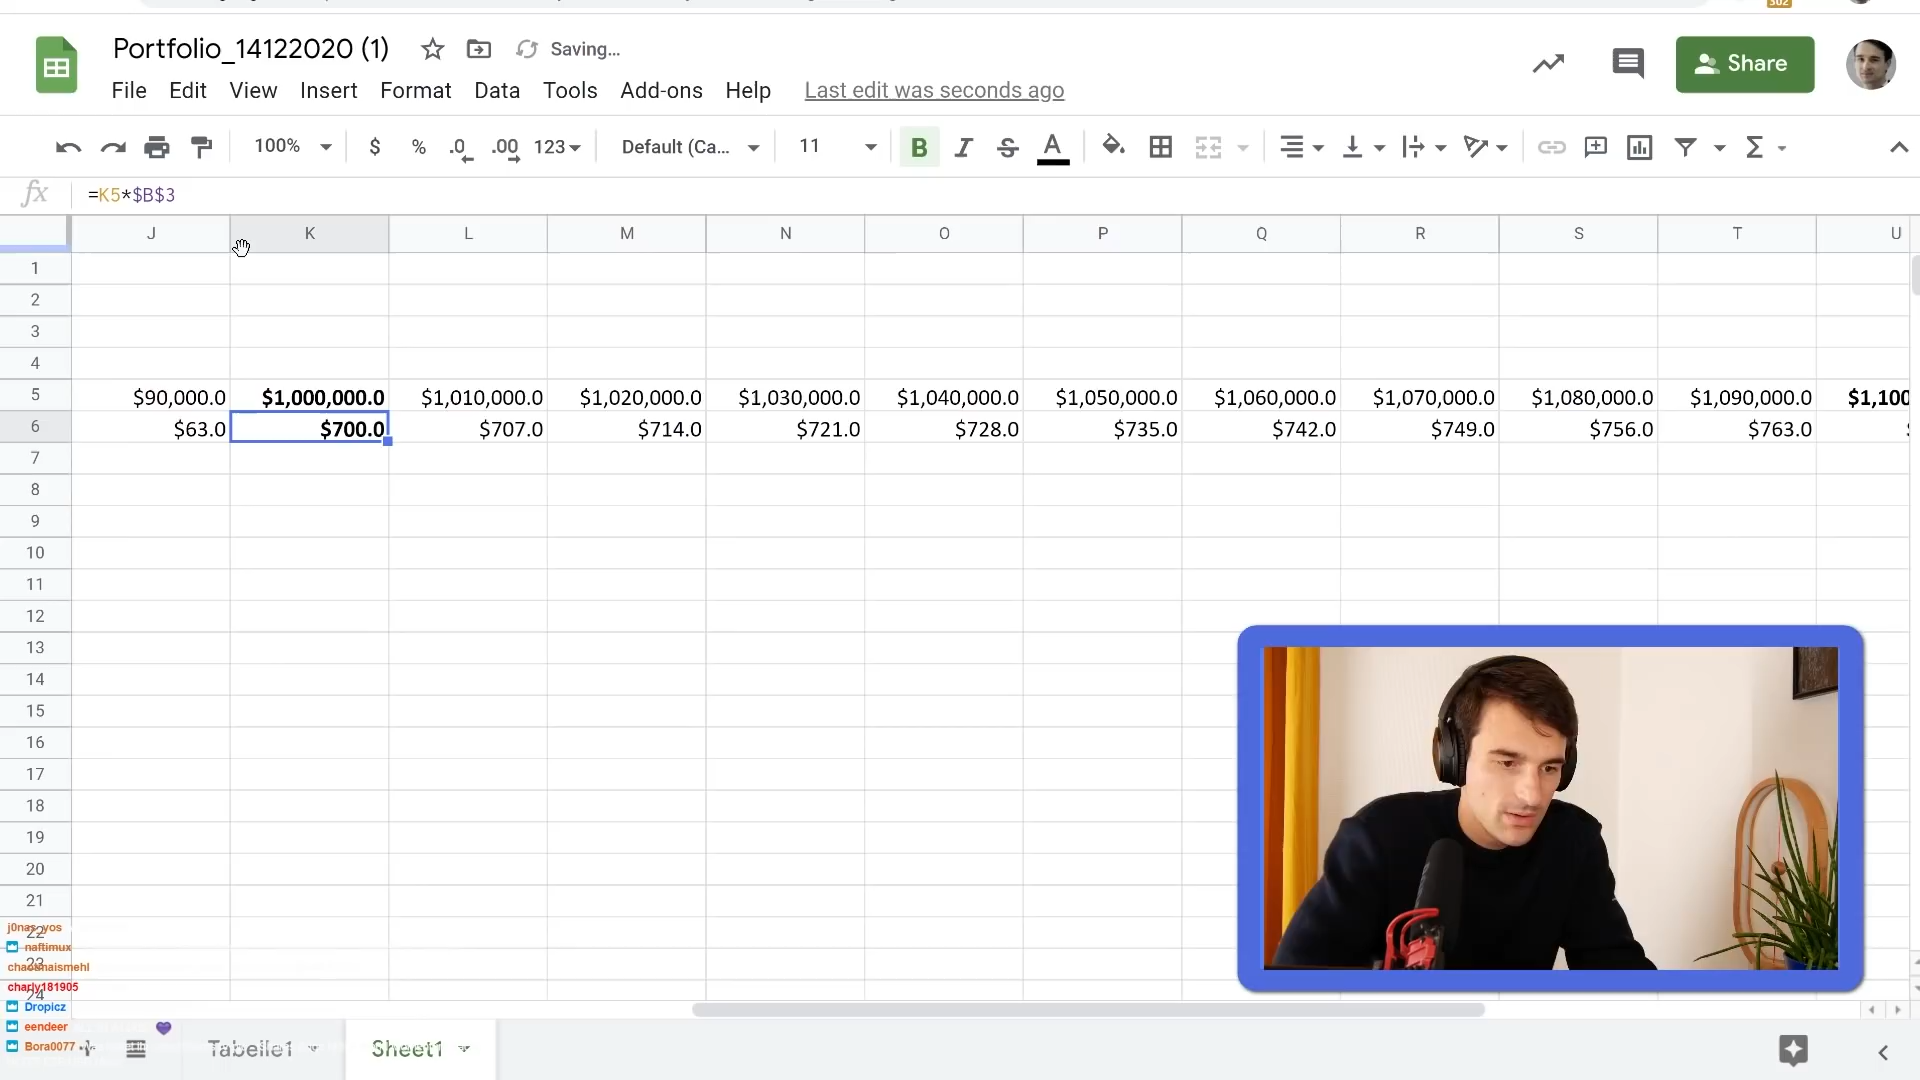 Portfolio_14122020 (1) Saving... Share
File Edit View Insert Format Data Tools Add-ons Help Last edit was seconds ago
100% $ % .0 .00 123 Default (Ca... 11 B I S A Σ
fx =K5*$B$3
J K L M N O P Q R S T U
1
2
3
4
5 $90,000.0 $1,000,000.0 $1,010,000.0 $1,020,000.0 $1,030,000.0 $1,040,000.0 $1,050,000.0 $1,060,000.0 $1,070,000.0 $1,080,000.0 $1,090,000.0 $1,100
6 $63.0 $700.0 $707.0 $714.0 $721.0 $728.0 $735.0 $742.0 $749.0 $756.0 $763.0
7
8
9
10
11
12
13
14
15
16
17
18
19
20
21
j0nas_yos
22
naftimux
23
chaosmaismehl
charly181905
24
Dropicz
eendeer
Bora0077 + Tabelle1 Sheet1